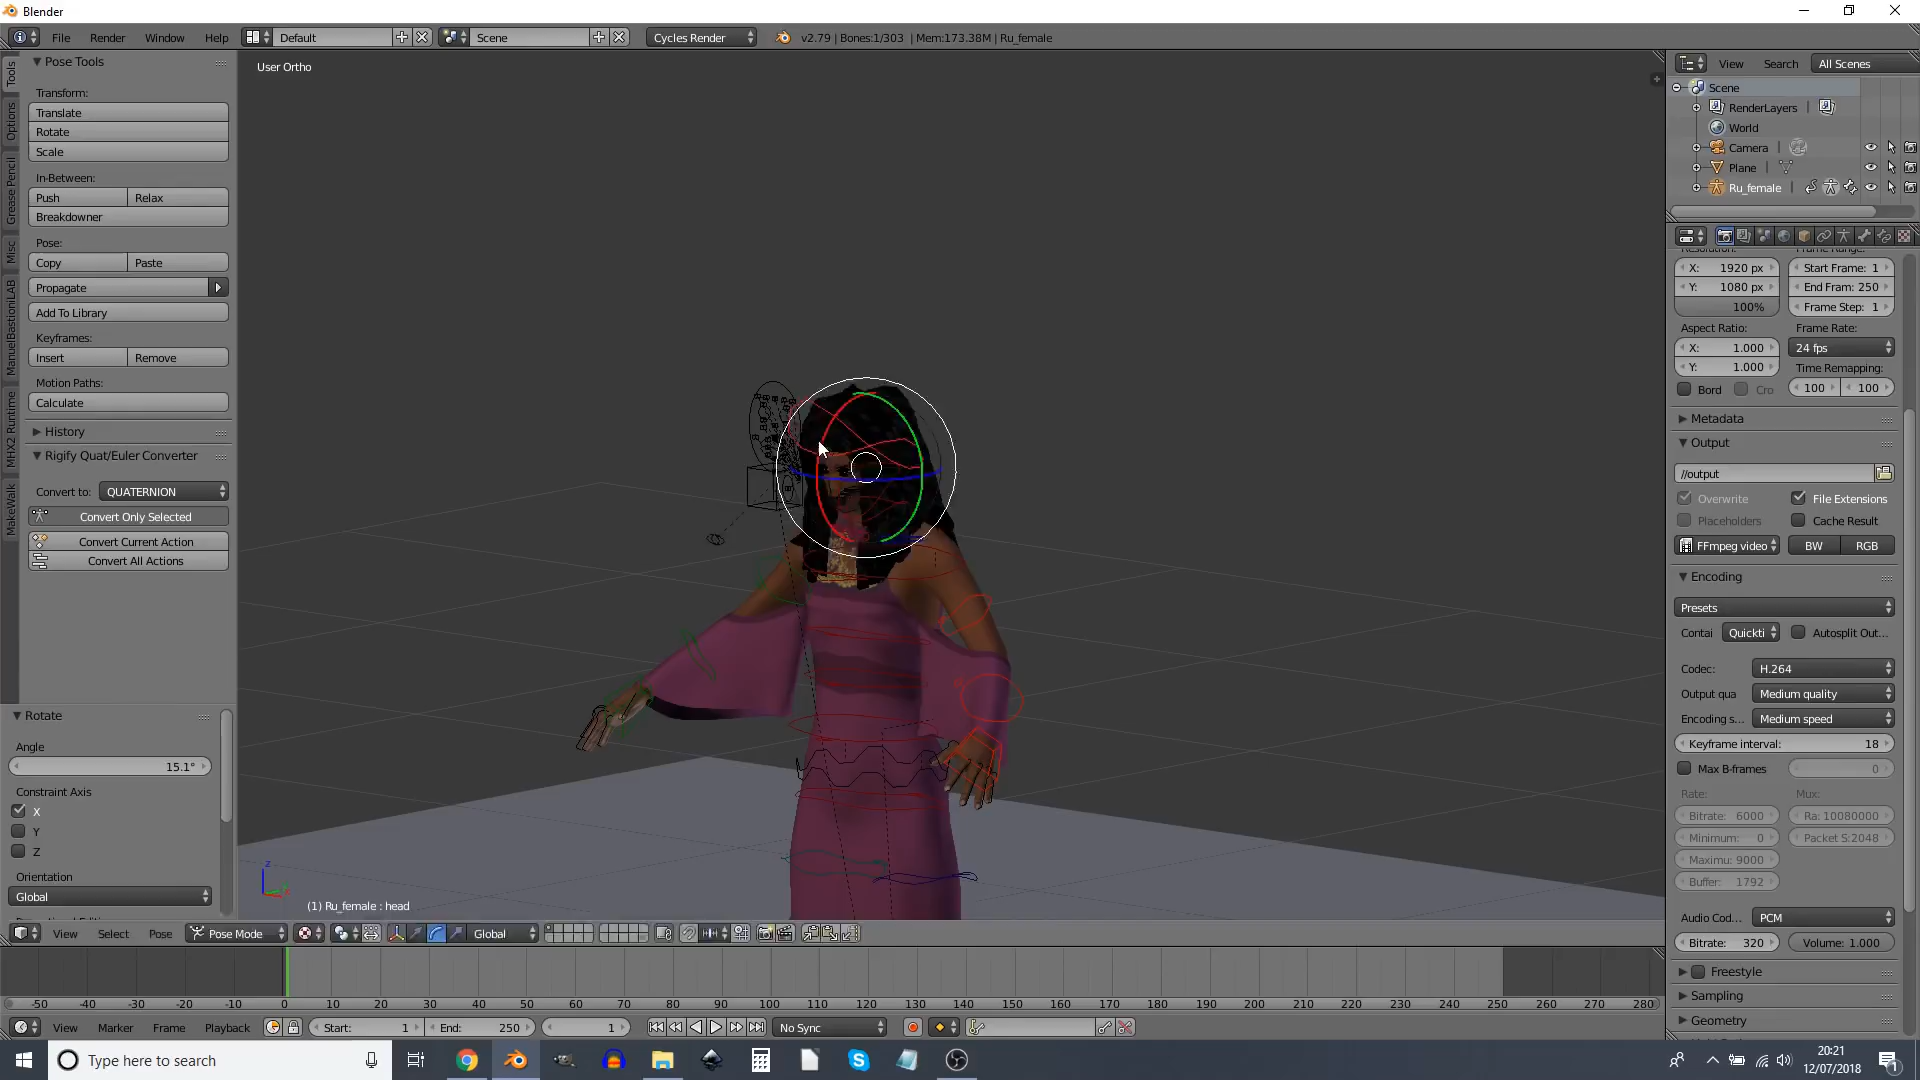 Blender
File Render Window Help Default Scene Cycles Render v2.79 | Bones:1/303 | Mem:173.38M | Ru_female
Tools
Options
Grease Pencil
Misc
ManuelBastioniLAB
MHX2 Runtime
MakeWalk
Pose Tools
Transform:
Translate
Rotate
Scale
In-Between:
Push Relax
Breakdowner
Pose:
Copy Paste
Propagate
Add To Library
Keyframes:
Insert Remove
Motion Paths:
Calculate
History
Rigify Quat/Euler Converter
Convert to: QUATERNION
Convert Only Selected
Convert Current Action
Convert All Actions
Rotate
Angle
15.1°
Constraint Axis
X
Y
Z
Orientation
Global
User Ortho
z
(1) Ru_female : head
View Select Pose Pose Mode Global
-50 -40 -30 -20 -10 0 10 20 30 40 50 60 70 80 90 100 110 120 130 140 150 160 170 180 190 200 210 220 230 240 250 260 270 280
View Marker Frame Playback Start: 1 End: 250 1 No Sync
View Search All Scenes
Scene
RenderLayers |
World
Camera |
Plane |
Ru_female |
X: 1920 px Start Frame: 1
Y: 1080 px End Fram: 250
100% Frame Step: 1
Aspect Ratio: Frame Rate:
X: 1.000 24 fps
Y: 1.000 Time Remapping:
Bord Cro 100 100
Metadata
Output
//output
Overwrite File Extensions
Placeholders Cache Result
FFmpeg video BW RGB
Encoding
Presets
Contai Quickti Autosplit Out...
Codec: H.264
Output qua Medium quality
Encoding s... Medium speed
Keyframe interval: 18
Max B-frames 0
Rate: Mux:
Bitrate: 6000 Ra: 10080000
Minimum: 0 Packet S:2048
Maximu: 9000
Buffer: 1792
Audio Cod... PCM
Bitrate: 320 Volume: 1.000
Freestyle
Sampling
Geometry
Type here to search
20:21
12/07/2018
1